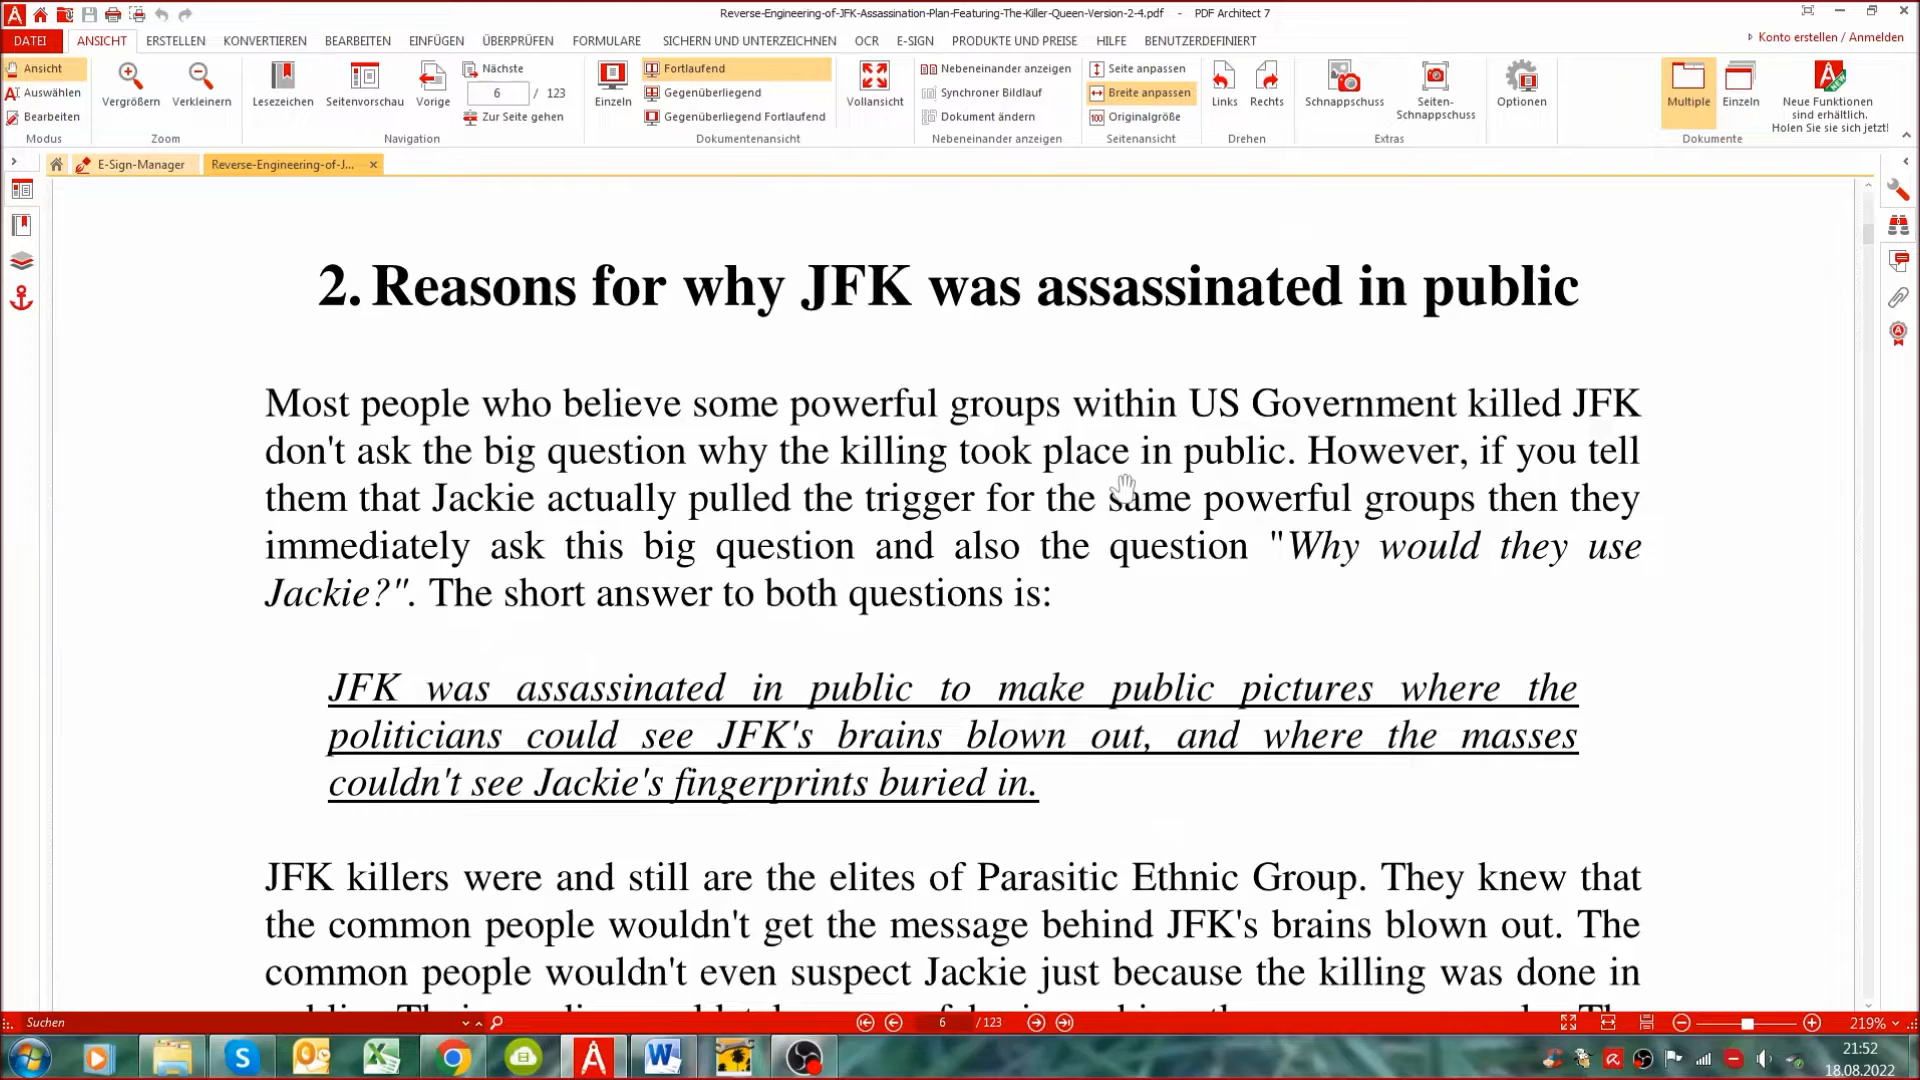 Reverse-Engineering-of-JFK-Assassination-Plan-Featuring-The-Killer-Queen-Version-2-4.pdf - PDF Architect 7
DATEI ANSICHT ERSTELLEN KONVERTIEREN BEARBEITEN EINFÜGEN ÜBERPRÜFEN FORMULARE SICHERN UND UNTERZEICHNEN OCR E-SIGN PRODUKTE UND PREISE HILFE BENUTZERDEFINIERT Konto erstellen / Anmelden
Ansicht
Auswählen
Bearbeiten
Modus
Vergrößern Verkleinern
Zoom
Lesezeichen Seitenvorschau Vorige
Nächste
6 / 123
Zur Seite gehen
Navigation
Einzeln
Fortlaufend
Gegenüberliegend
Gegenüberliegend Fortlaufend
Dokumentenansicht
Vollansicht
Nebeneinander anzeigen
Synchroner Bildlauf
Dokument ändern
Nebeneinander anzeigen
Seite anpassen
Breite anpassen
100 Originalgröße
Seitenansicht
Links Rechts
Drehen
Schnappschuss
Seiten-
Schnappschuss
Extras
Optionen
Multiple Einzeln
Neue Funktionen
sind erhältlich.
Holen Sie sie sich jetzt!
Dokumente
E-Sign-Manager Reverse-Engineering-of-J...
2. Reasons for why JFK was assassinated in public
Most people who believe some powerful groups within US Government killed JFK
don't ask the big question why the killing took place in public. However, if you tell
them that Jackie actually pulled the trigger for the same powerful groups then they
immediately ask this big question and also the question "Why would they use
Jackie?". The short answer to both questions is:
JFK was assassinated in public to make public pictures where the
politicians could see JFK's brains blown out, and where the masses
couldn't see Jackie's fingerprints buried in.
JFK killers were and still are the elites of Parasitic Ethnic Group. They knew that
the common people wouldn't get the message behind JFK's brains blown out. The
common people wouldn't even suspect Jackie just because the killing was done in
Suchen
6 / 123
219%
21:52
18.08.2022